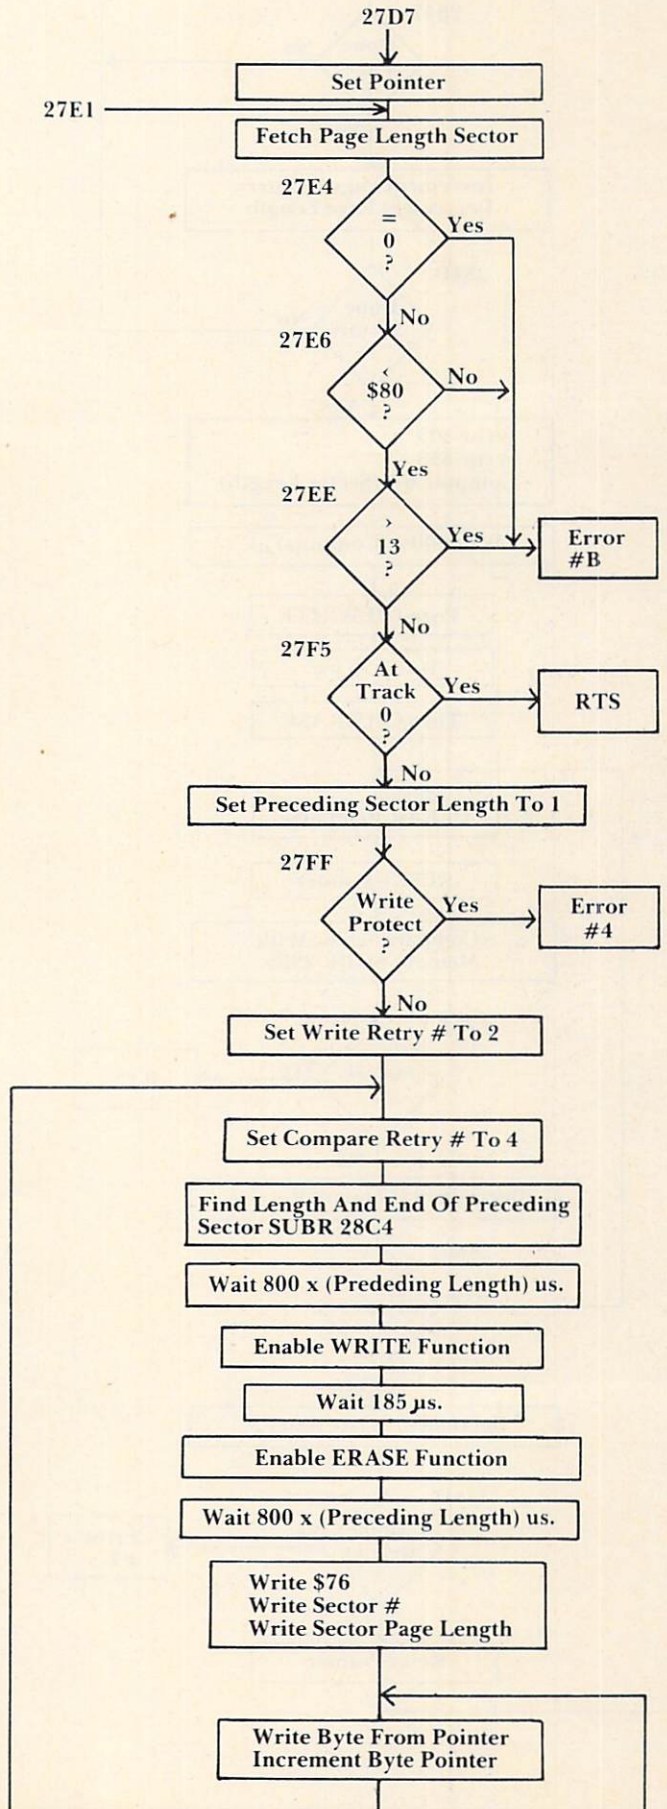 27D7
Set Pointer
27E1
Fetch Page Length Sector
27E4
=
0
?
Yes
No
27E6
<
$80
?
No
Yes
27EE
>
13
?
Yes
Error
#B
No
27F5
At
Track
0
?
Yes
RTS
No
Set Preceding Sector Length To 1
27FF
Write
Protect
?
Yes
Error
#4
No
Set Write Retry # To 2
Set Compare Retry # To 4
Find Length And End Of Preceding
Sector SUBR 28C4
Wait 800 x (Prededing Length) us.
Enable WRITE Function
Wait 185 µs.
Enable ERASE Function
Wait 800 x (Preceding Length) us.
Write $76
Write Sector #
Write Sector Page Length
Write Byte From Pointer
Increment Byte Pointer